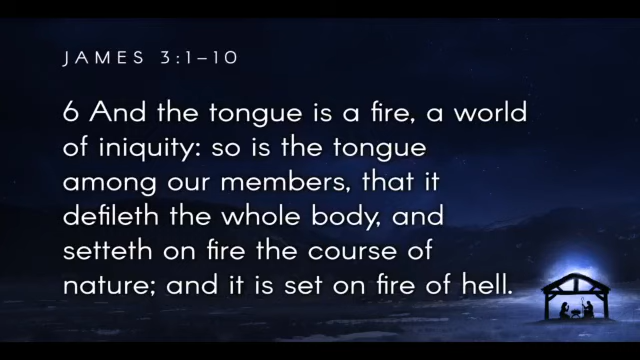 JAMES 3:1–10
6 And the tongue is a fire, a world
of iniquity: so is the tongue
among our members, that it
defileth the whole body, and
setteth on fire the course of
nature; and it is set on fire of hell.